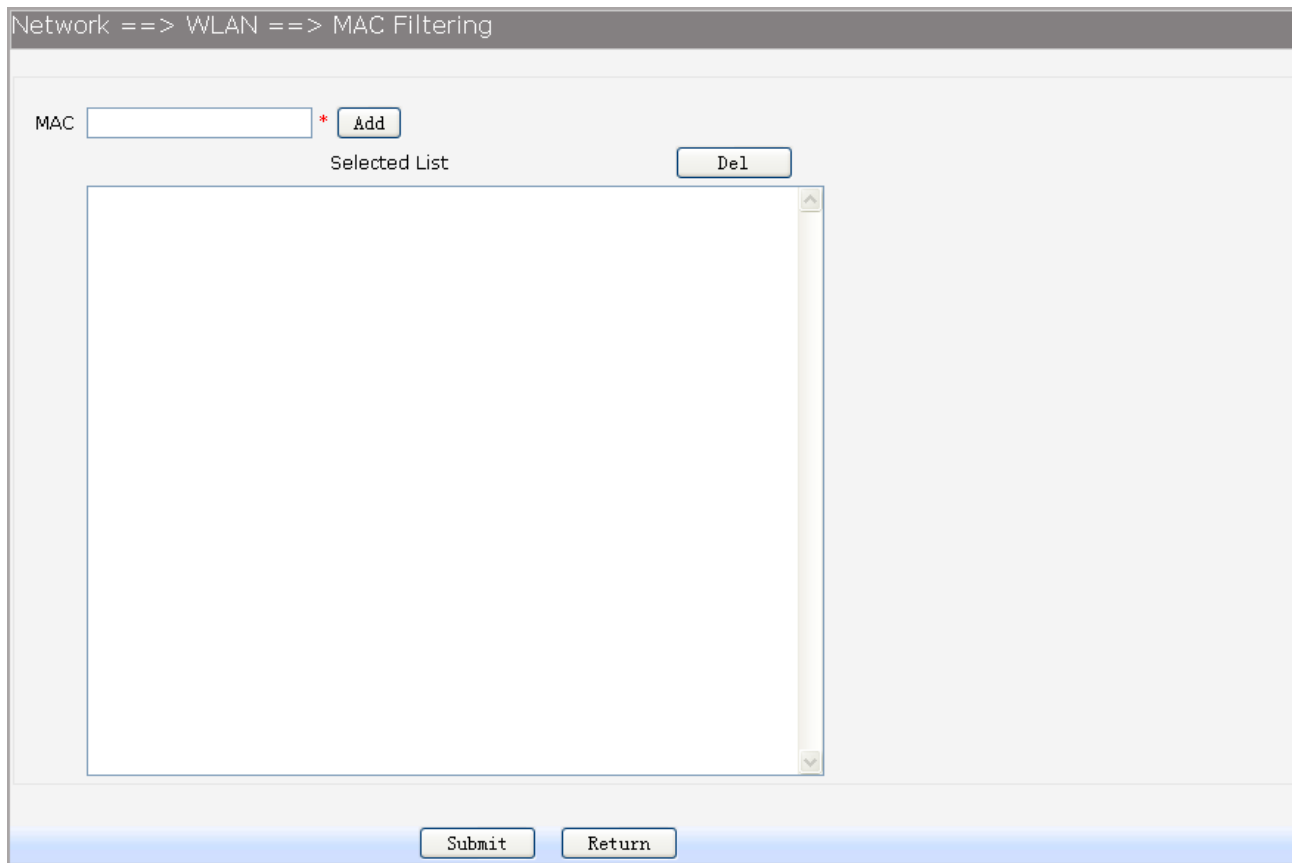 Network ==> WLAN ==> MAC Filtering
MAC * Add
Selected List Del
Submit Return